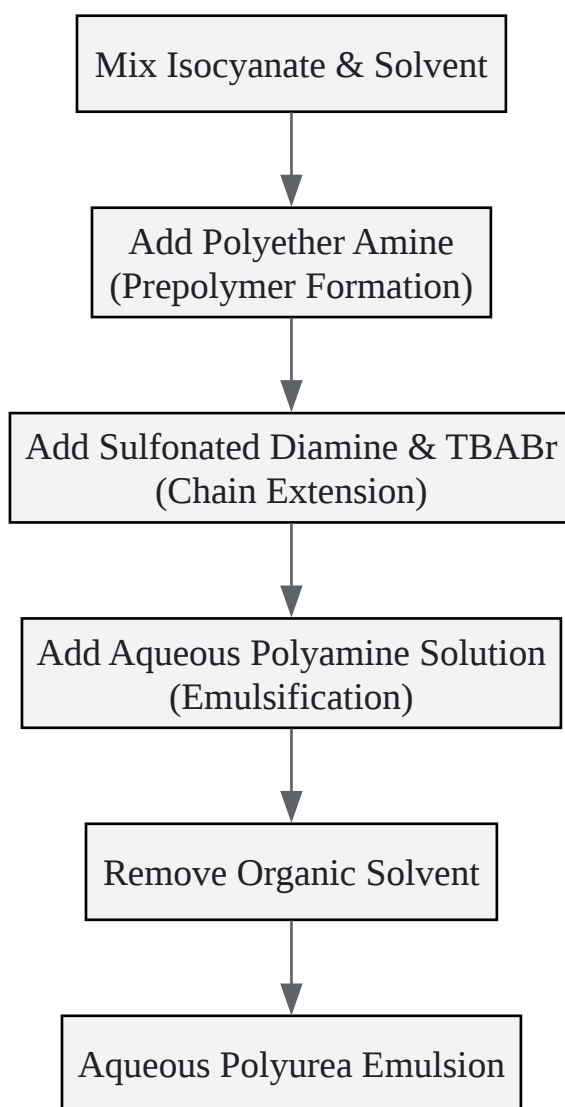 Mix Isocyanate & Solvent
Add Polyether Amine
(Prepolymer Formation)
Add Sulfonated Diamine & TBABr
(Chain Extension)
Add Aqueous Polyamine Solution
(Emulsification)
Remove Organic Solvent
Aqueous Polyurea Emulsion